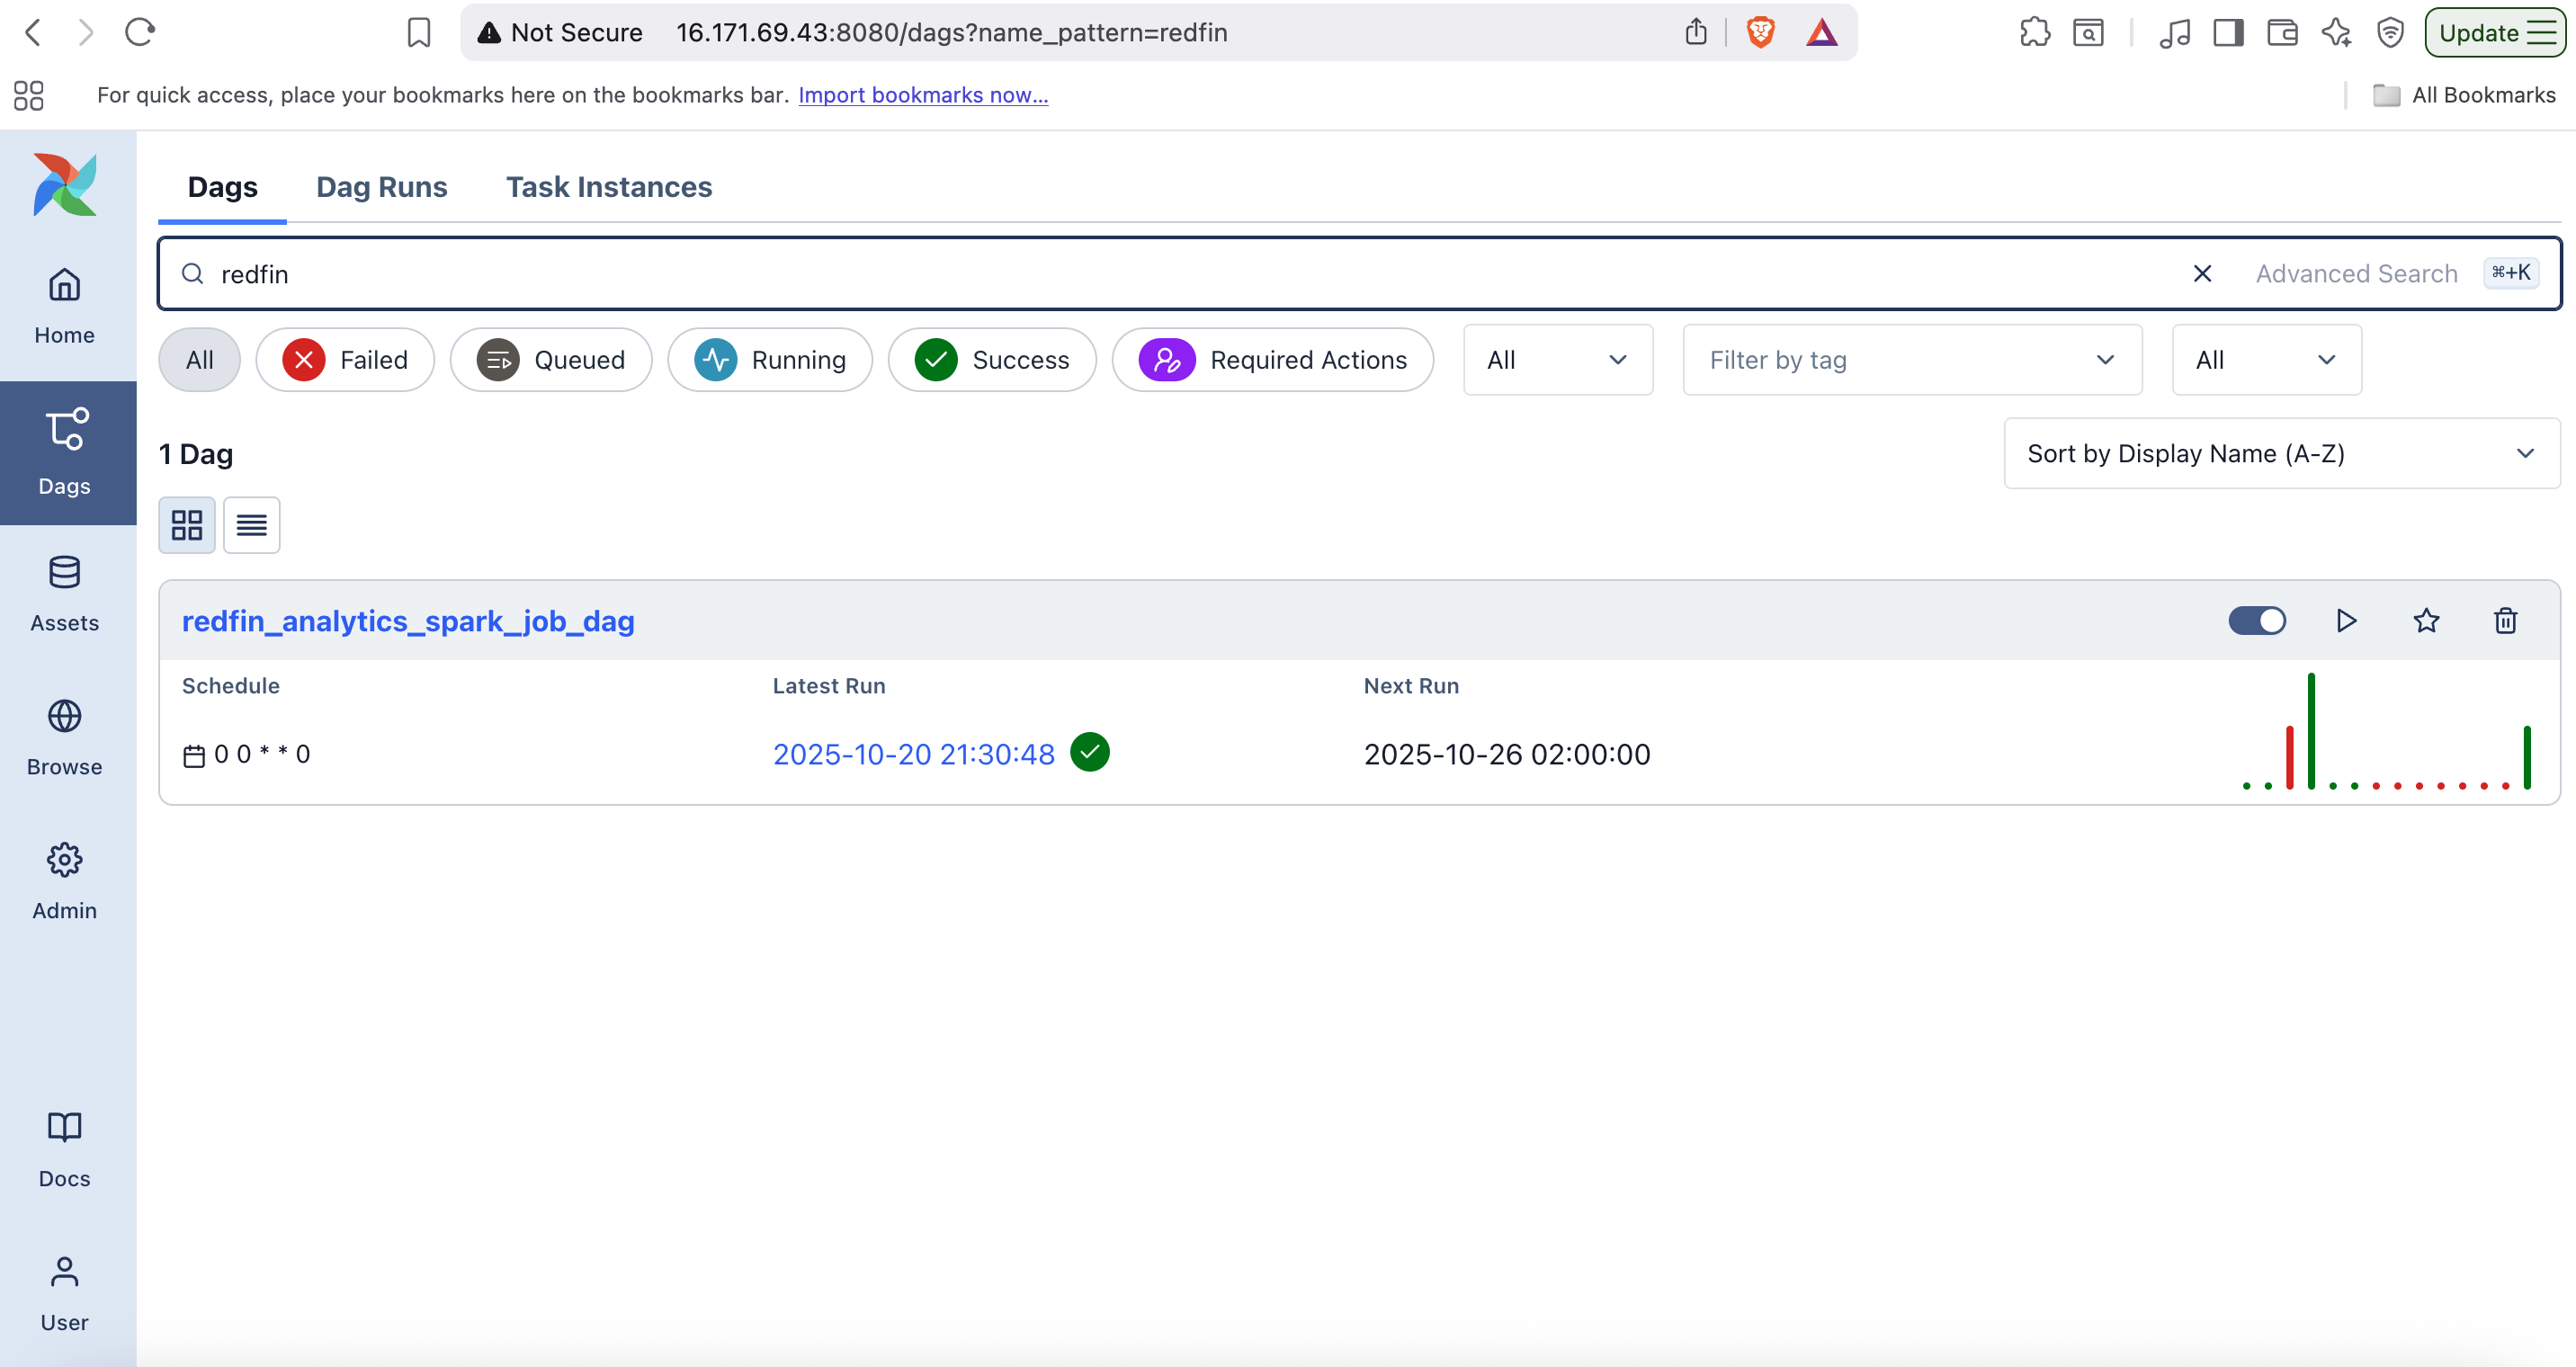 Not Secure 16.171.69.43:8080/dags?name_pattern=redfin
Update
For quick access, place your bookmarks here on the bookmarks bar. Import bookmarks now...
All Bookmarks
Dags Dag Runs Task Instances
redfin
Advanced Search ⌘+K
Home
All Failed Queued Running Success Required Actions All Filter by tag All
1 Dag
Sort by Display Name (A-Z)
Dags
redfin_analytics_spark_job_dag
Assets
Schedule Latest Run Next Run
0 0 * * 0 2025-10-20 21:30:48 2025-10-26 02:00:00
Browse
Admin
Docs
User